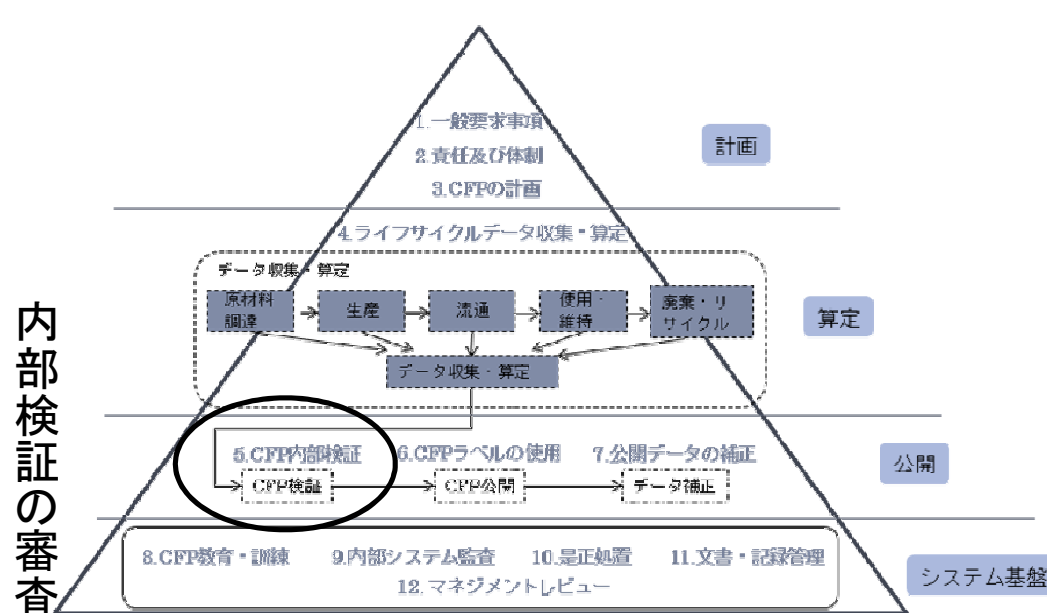 内部検証の審査
1.一般要求事項
2.責任及び体制
3.CFPの計画
計画
4.ライフサイクルデータ収集・算定
データ収集・算定
原材料
調達
生産
流通
使用・
維持
廃棄・リ
サイクル
データ収集・算定
算定
5.CFP内部検証
6.CFPラベルの使用
7.公開データの補正
CFP検証
CFP公開
データ補正
公開
8.CFP教育・訓練
9.内部システム監査
10.是正処置
11.文書・記録管理
12.マネジメントレビュー
システム基盤